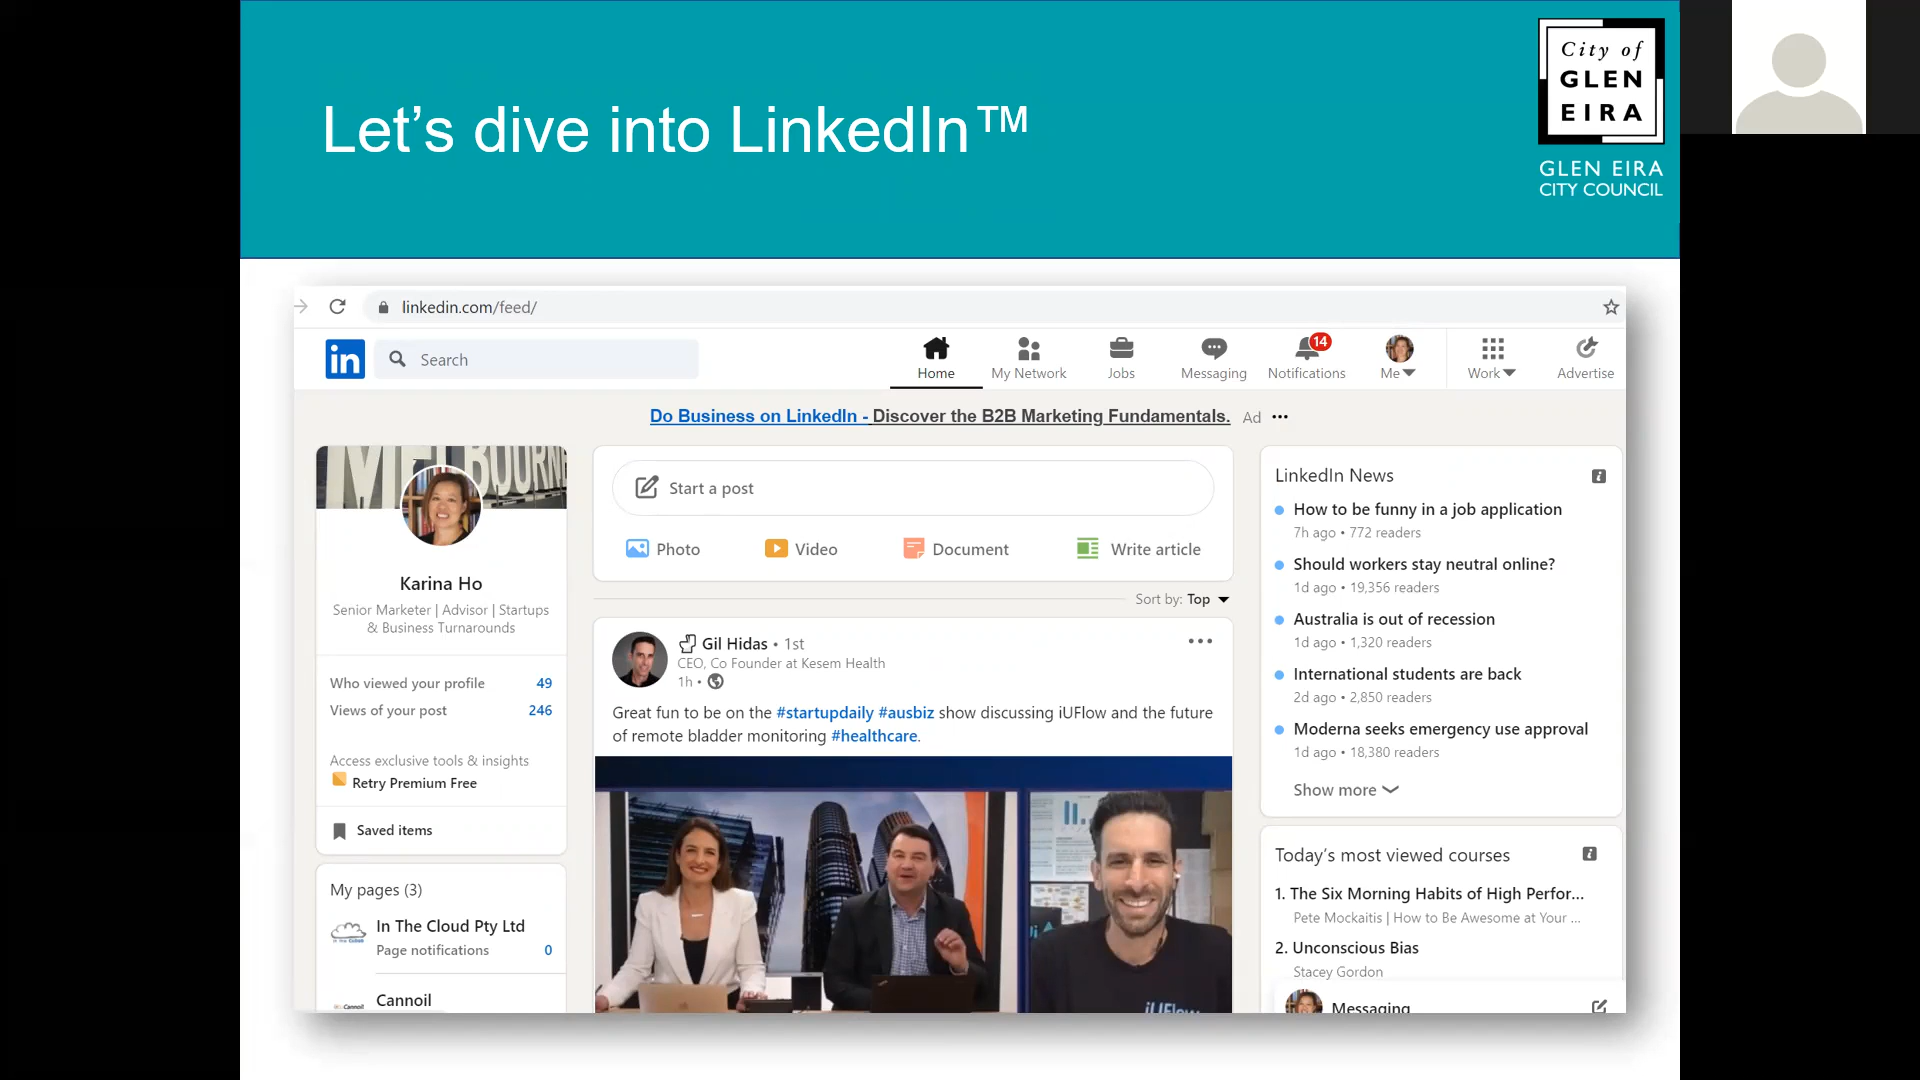 Let's dive into LinkedIn™
City of
GLEN
EIRA
GLEN EIRA
CITY COUNCIL
linkedin.com/feed/
in
Search
Home
My Network
Jobs
Messaging
14
Notifications
Me
Work
Advertise
Do Business on LinkedIn - Discover the B2B Marketing Fundamentals. Ad
MELBOURNE
Karina Ho
Senior Marketer | Advisor | Startups
& Business Turnarounds
Who viewed your profile 49
Views of your post 246
Access exclusive tools & insights
Retry Premium Free
Saved items
My pages (3)
In The Cloud Pty Ltd
Page notifications 0
Cannoil
Cannoil
Start a post
Photo
Video
Document
Write article
Sort by: Top
Gil Hidas • 1st
CEO, Co Founder at Kesem Health
1h •
Great fun to be on the #startupdaily #ausbiz show discussing iUFlow and the future
of remote bladder monitoring #healthcare.
iUFlow
LinkedIn News
How to be funny in a job application
7h ago • 772 readers
Should workers stay neutral online?
1d ago • 19,356 readers
Australia is out of recession
1d ago • 1,320 readers
International students are back
2d ago • 2,850 readers
Moderna seeks emergency use approval
1d ago • 18,380 readers
Show more
Today's most viewed courses
1. The Six Morning Habits of High Perfor...
Pete Mockaitis | How to Be Awesome at Your ...
2. Unconscious Bias
Stacey Gordon
Messaging